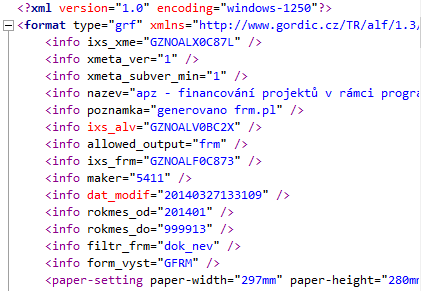 <?xml version="1.0" encoding="windows-1250"?>
<format type="grf" xmlns="http://www.gordic.cz/TR/alf/1.3/
<info ixs_xme="GZNOALX0C87L" />
<info xmeta_ver="1" />
<info xmeta_subver_min="1" />
<info nazev="apz - financování projektů v rámci progra
<info poznamka="generovano frm.pl" />
<info ixs_alv="GZNOALV0BC2X" />
<info allowed_output="frm" />
<info ixs_frm="GZNOALF0C873" />
<info maker="5411" />
<info dat_modif="20140327133109" />
<info rokmes_od="201401" />
<info rokmes_do="999913" />
<info filtr_frm="dok_nev" />
<info form_vyst="GFRM" />
<paper-setting paper-width="297mm" paper-height="280mm